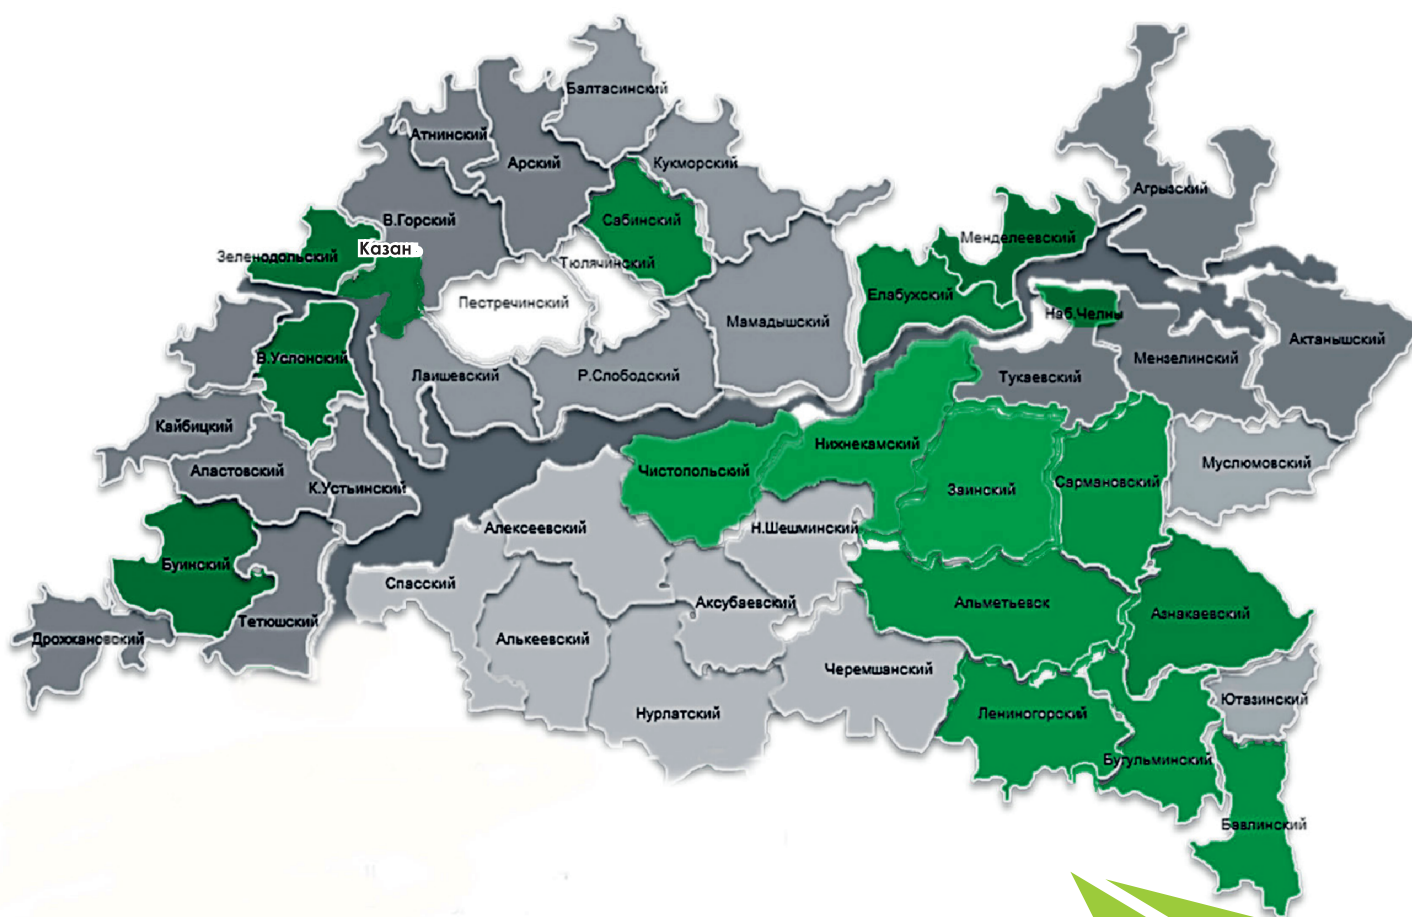 Балтасинский
Атнинский
Арский
Кукморский
Агрызский
В.Горский
Сабинский
Менделеевский
Казан
Зеленодольский
Тюлячинский
Пестречинский
Елабужский
Наб.Челны
Мамадышский
Актанышский
В.Услонский
Мензелинский
Лаишевский
Р.Слободский
Тукаевский
Кайбицкий
Нижнекамский
Апастовский
Чистопольский
Муслюмовский
К.Устьинский
Заинский
Сармановский
Алексеевский
Н.Шешминский
Буинский
Спасский
Аксубаевский
Альметьевск
Азнакаевский
Тетюшский
Дрожжановский
Алькеевский
Черемшанский
Ютазинский
Нурлатский
Лениногорский
Бугульминский
Бавлинский